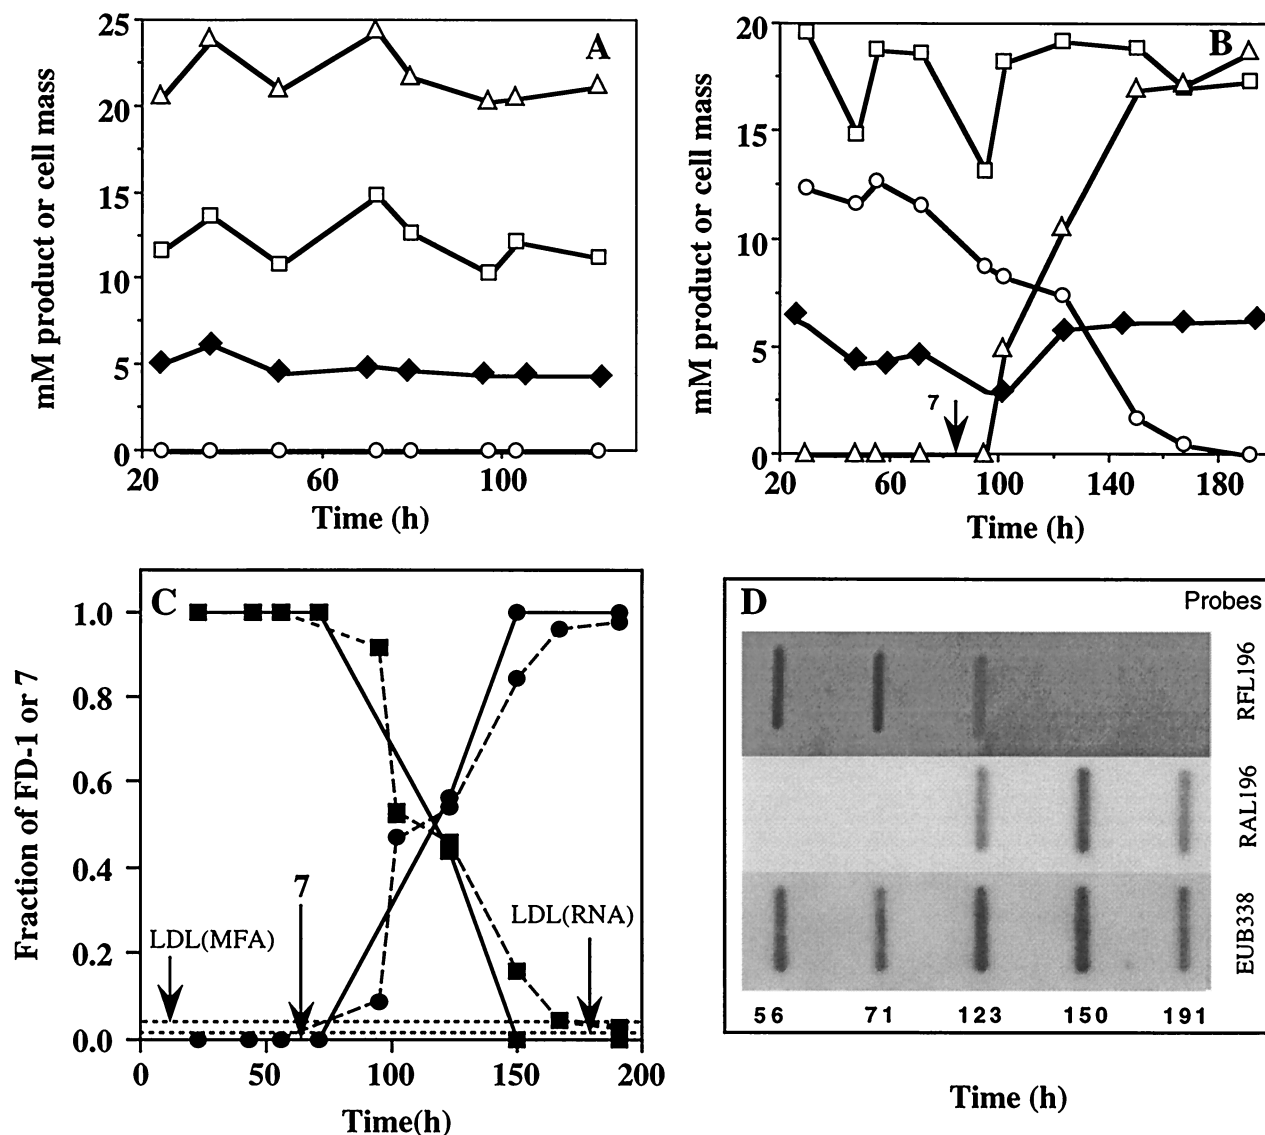 A
mM product or cell mass
25
20
15
10
5
0
20
60
100
Time (h)
B
mM product or cell mass
20
15
10
5
0
7
20
60
100
140
180
Time (h)
C
Fraction of FD-1 or 7
1.0
0.8
0.6
0.4
0.2
0.0
LDL(MFA)
7
LDL(RNA)
0
50
100
150
200
Time(h)
D
Probes
RFL196
RAL196
EUB338
56 71 123 150 191
Time (h)